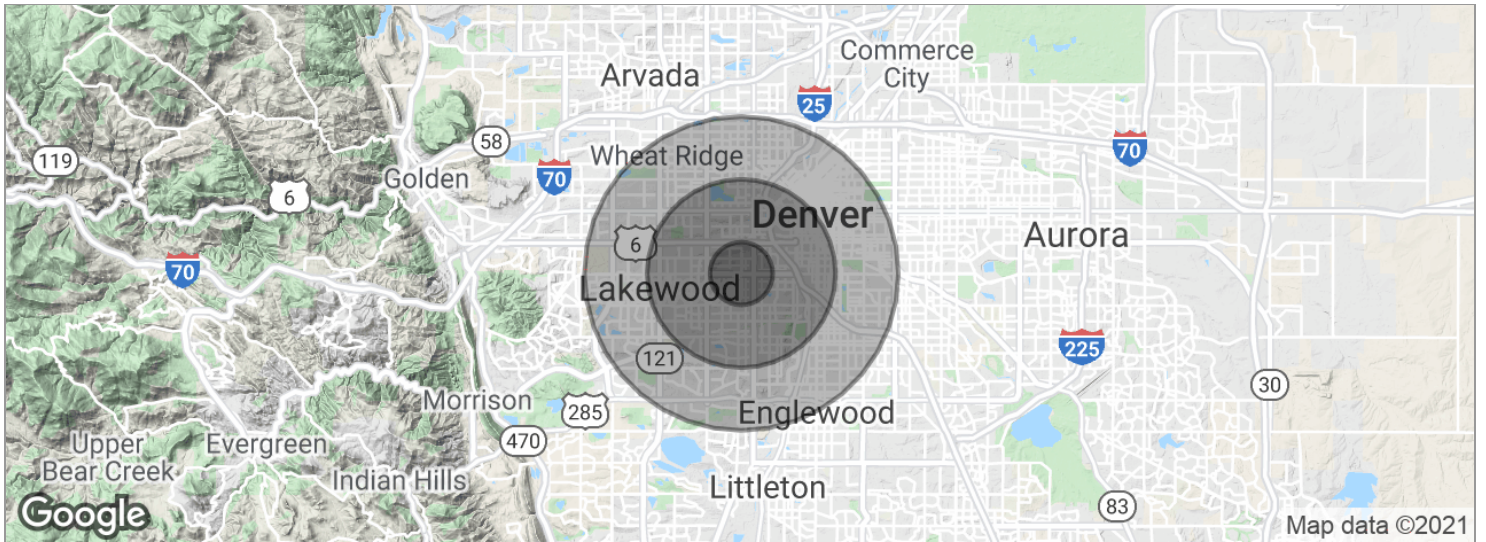 Commerce
City
Arvada
25
58
70
Wheat Ridge
119
70
Golden
6
Denver
6
Aurora
70
Lakewood
225
121
30
Morrison
285
Englewood
470
Upper
Bear Creek
Evergreen
Indian Hills
Littleton
83
Google
Map data ©2021